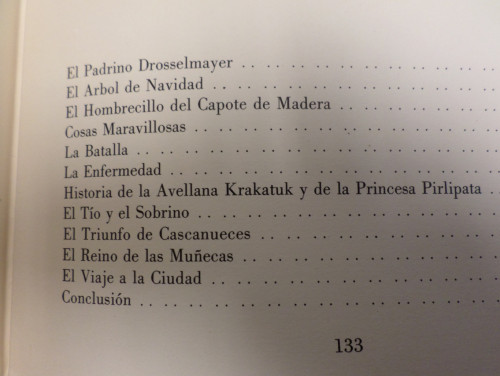 El Padrino Drosselmayer . . . . . . . . . . . . . . . .
El Arbol de Navidad . . . . . . . . . . . . . . . . . .
El Hombrecillo del Capote de Madera . . . . . . . . .
Cosas Maravillosas . . . . . . . . . . . . . . . . . . .
La Batalla . . . . . . . . . . . . . . . . . . . . . . .
La Enfermedad . . . . . . . . . . . . . . . . . . . . .
Historia de la Avellana Krakatuk y de la Princesa Pirlipata .
El Tío y el Sobrino . . . . . . . . . . . . . . . . . .
El Triunfo de Cascanueces . . . . . . . . . . . . . . .
El Reino de las Muñecas . . . . . . . . . . . . . . . .
El Viaje a la Ciudad . . . . . . . . . . . . . . . . . .
Conclusión . . . . . . . . . . . . . . . . . . . . . . .
133